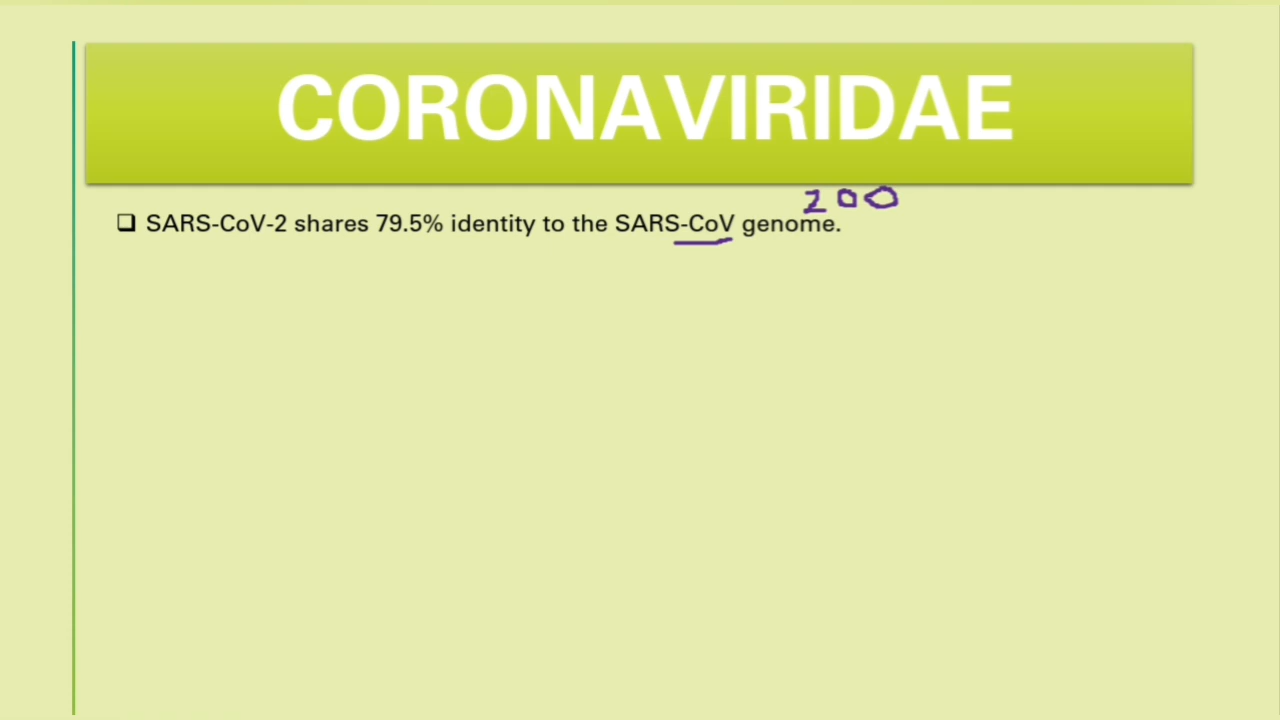 CORONAVIRIDAE
200
❑ SARS-CoV-2 shares 79.5% identity to the SARS-CoV genome.